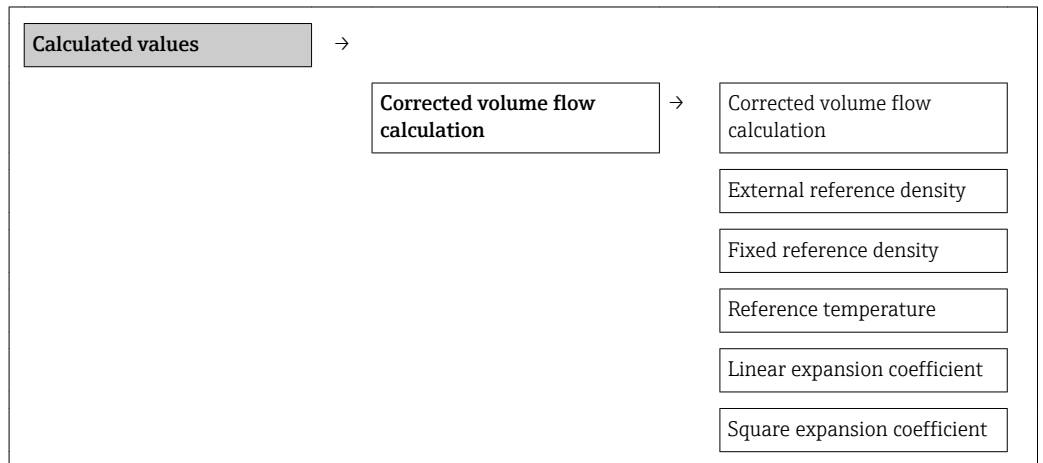 Calculated values →
Corrected volume flow
calculation
→
Corrected volume flow
calculation
External reference density
Fixed reference density
Reference temperature
Linear expansion coefficient
Square expansion coefficient